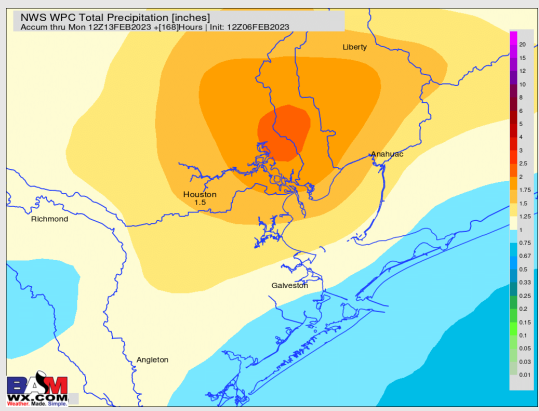 NWS WPC Total Precipitation [inches]
Accum thru Mon 12Z13FEB2023 +[168]Hours | Init: 12Z06FEB2023
Liberty
Anahuac
Houston
1.5
Richmond
Galveston
Angleton
20
15
12
10
8
6
5
4
3
2.5
2
1.75
1.5
1.25
1
0.75
0.67
0.5
0.33
0.25
0.2
0.15
0.1
0.05
0.03
0.01
BAM
WX.COM
Weather. Made. Simple.